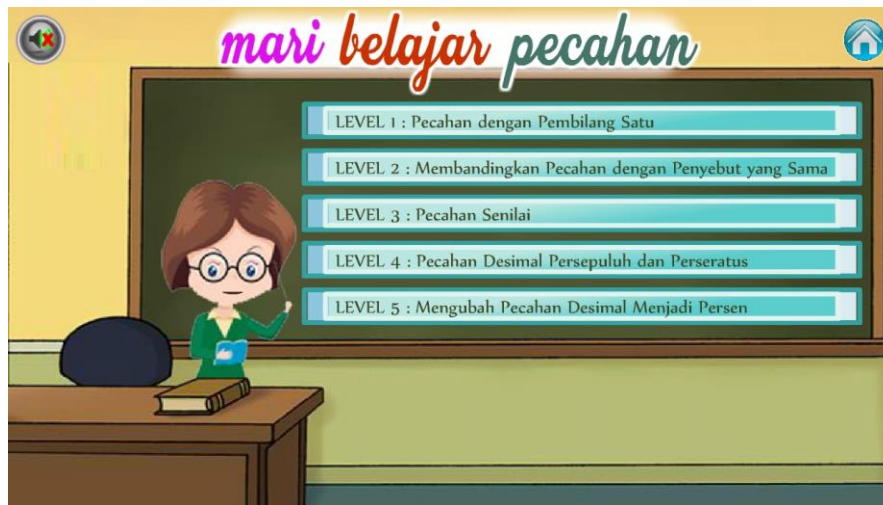 mari belajar pecahan
LEVEL 1 : Pecahan dengan Pembilang Satu
LEVEL 2 : Membandingkan Pecahan dengan Penyebut yang Sama
LEVEL 3 : Pecahan Senilai
LEVEL 4 : Pecahan Desimal Persepuluh dan Perseratus
LEVEL 5 : Mengubah Pecahan Desimal Menjadi Persen